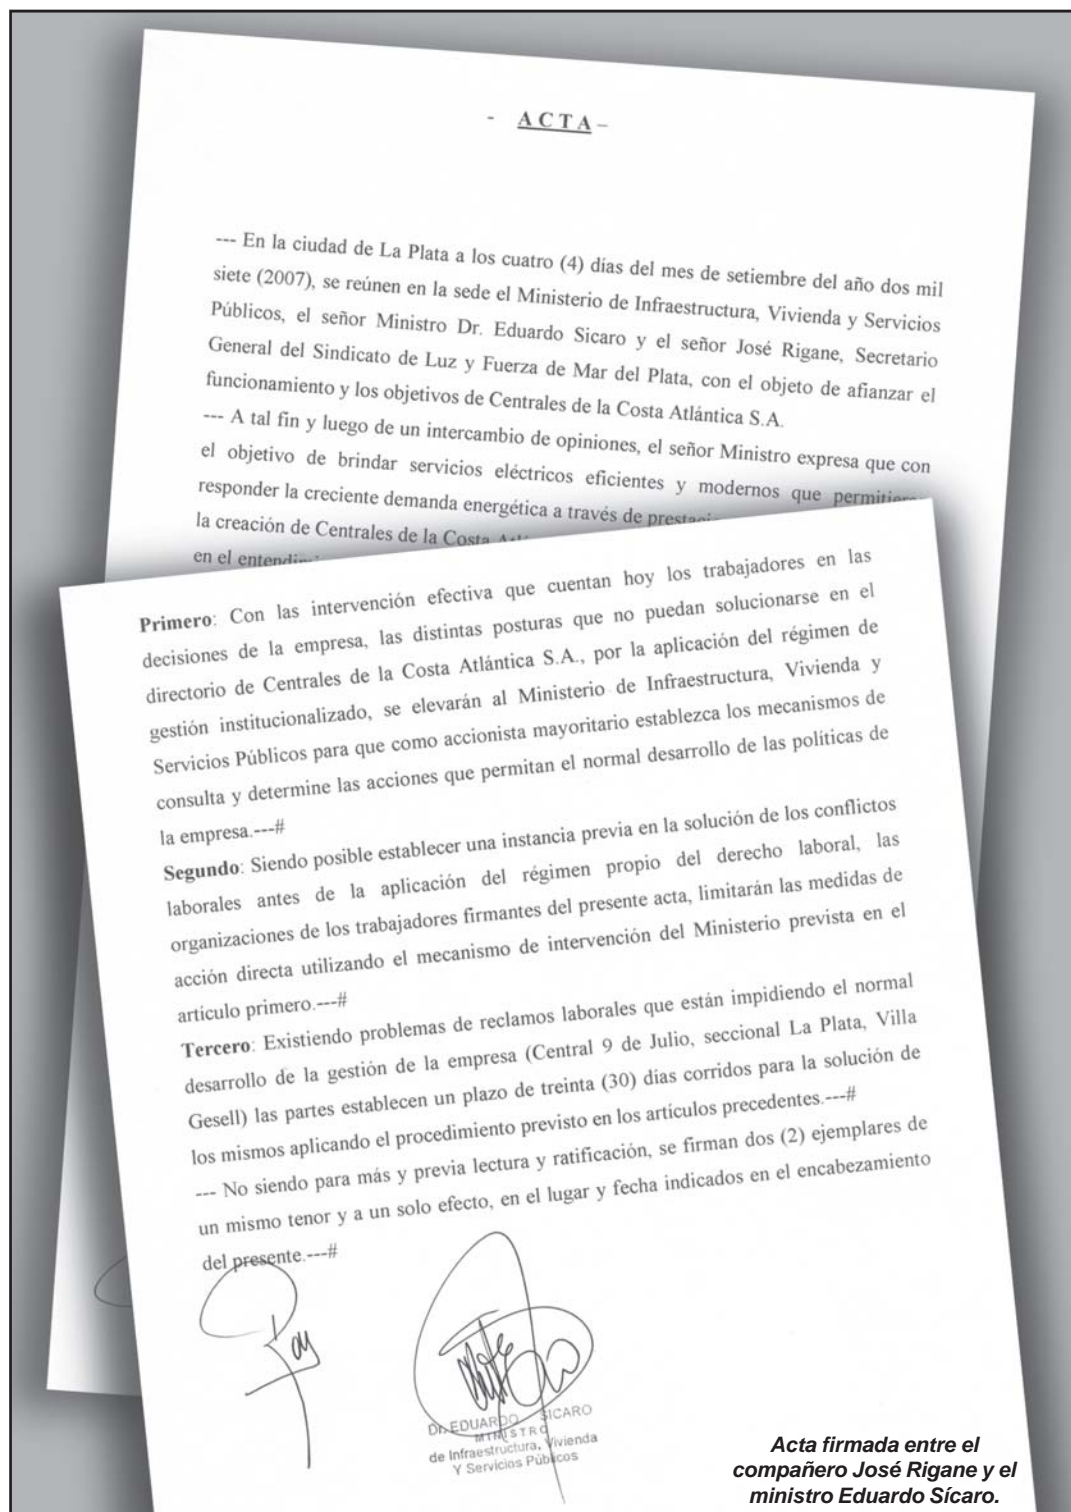 - ACTA –
--- En la ciudad de La Plata a los cuatro (4) días del mes de setiembre del año dos mil
siete (2007), se reúnen en la sede el Ministerio de Infraestructura, Vivienda y Servicios
Públicos, el señor Ministro Dr. Eduardo Sicaro y el señor José Rigane, Secretario
General del Sindicato de Luz y Fuerza de Mar del Plata, con el objeto de afianzar el
funcionamiento y los objetivos de Centrales de la Costa Atlántica S.A.
--- A tal fin y luego de un intercambio de opiniones, el señor Ministro expresa que con
el objetivo de brindar servicios eléctricos eficientes y modernos que
responder la creciente demanda energética a través de
la creación de Centrales de la Costa
en el
Primero: Con las intervención efectiva que cuentan hoy los trabajadores en las
decisiones de la empresa, las distintas posturas que no puedan solucionarse en el
directorio de Centrales de la Costa Atlántica S.A., por la aplicación del régimen de
gestión institucionalizado, se elevarán al Ministerio de Infraestructura, Vivienda y
Servicios Públicos para que como accionista mayoritario establezca los mecanismos de
consulta y determine las acciones que permitan el normal desarrollo de las políticas de
la empresa.---#
Segundo: Siendo posible establecer una instancia previa en la solución de los conflictos
laborales antes de la aplicación del régimen propio del derecho laboral, las
organizaciones de los trabajadores firmantes del presente acta, limitarán las medidas de
acción directa utilizando el mecanismo de intervención del Ministerio prevista en el
artículo primero.---#
Tercero: Existiendo problemas de reclamos laborales que están impidiendo el normal
desarrollo de la gestión de la empresa (Central 9 de Julio, seccional La Plata, Villa
Gesell) las partes establecen un plazo de treinta (30) días corridos para la solución de
los mismos aplicando el procedimiento previsto en los artículos precedentes.---#
--- No siendo para más y previa lectura y ratificación, se firman dos (2) ejemplares de
un mismo tenor y a un solo efecto, en el lugar y fecha indicados en el encabezamiento
del presente.---#
Dr. EDUARDO SICARO
MINISTRO
de Infraestructura, Vivienda
Y Servicios Públicos
Acta firmada entre el
compañero José Rigane y el
ministro Eduardo Sícaro.